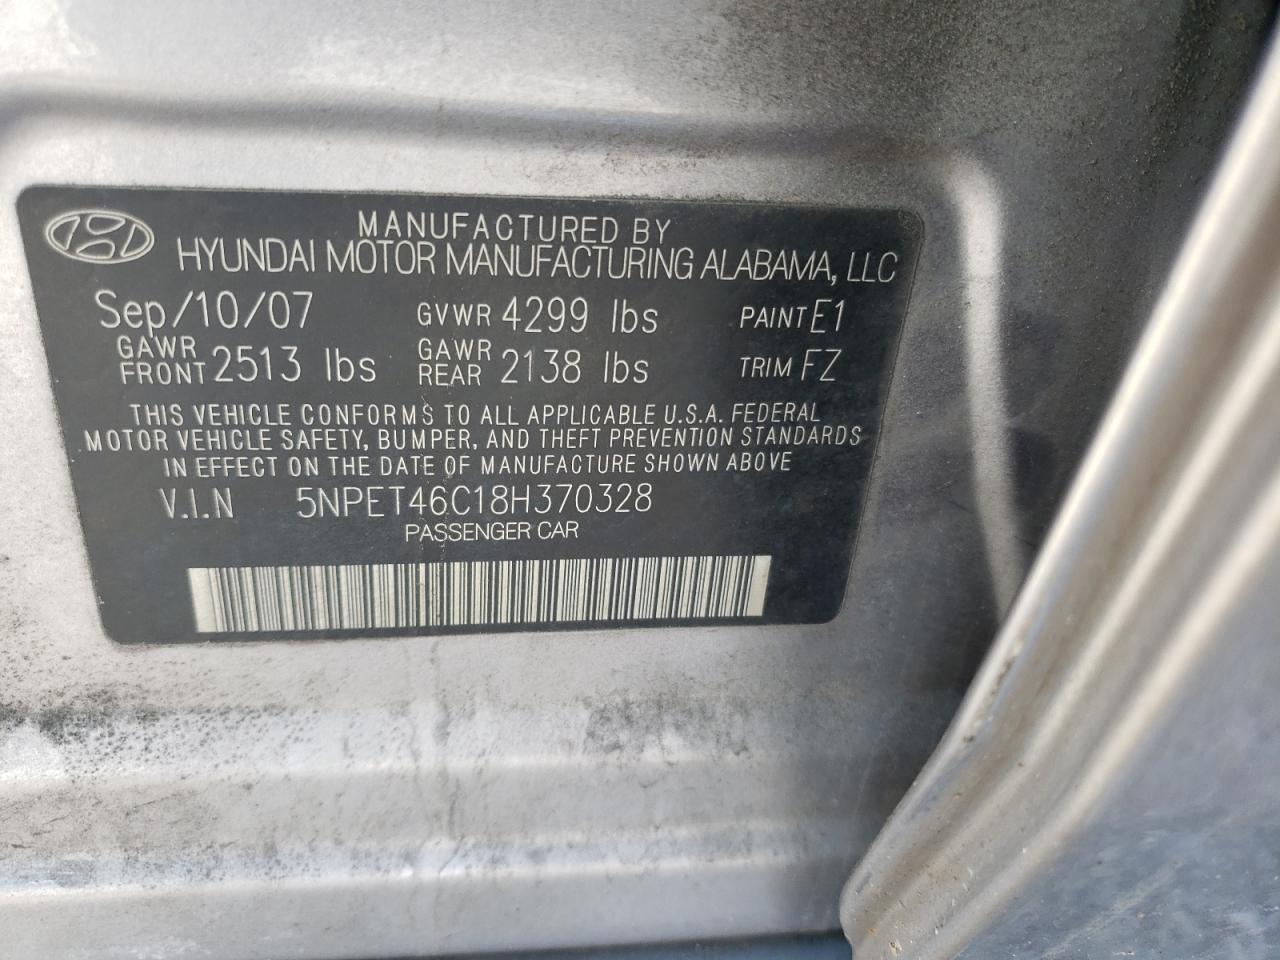 MANUFACTURED BY
HYUNDAI MOTOR MANUFACTURING ALABAMA, LLC
Sep/10/07 GVWR 4299 lbs PAINT E1
GAWR FRONT 2513 lbs GAWR REAR 2138 lbs TRIM FZ
THIS VEHICLE CONFORMS TO ALL APPLICABLE U.S.A. FEDERAL
MOTOR VEHICLE SAFETY, BUMPER, AND THEFT PREVENTION STANDARDS
IN EFFECT ON THE DATE OF MANUFACTURE SHOWN ABOVE
V.I.N 5NPET46C18H370328
PASSENGER CAR